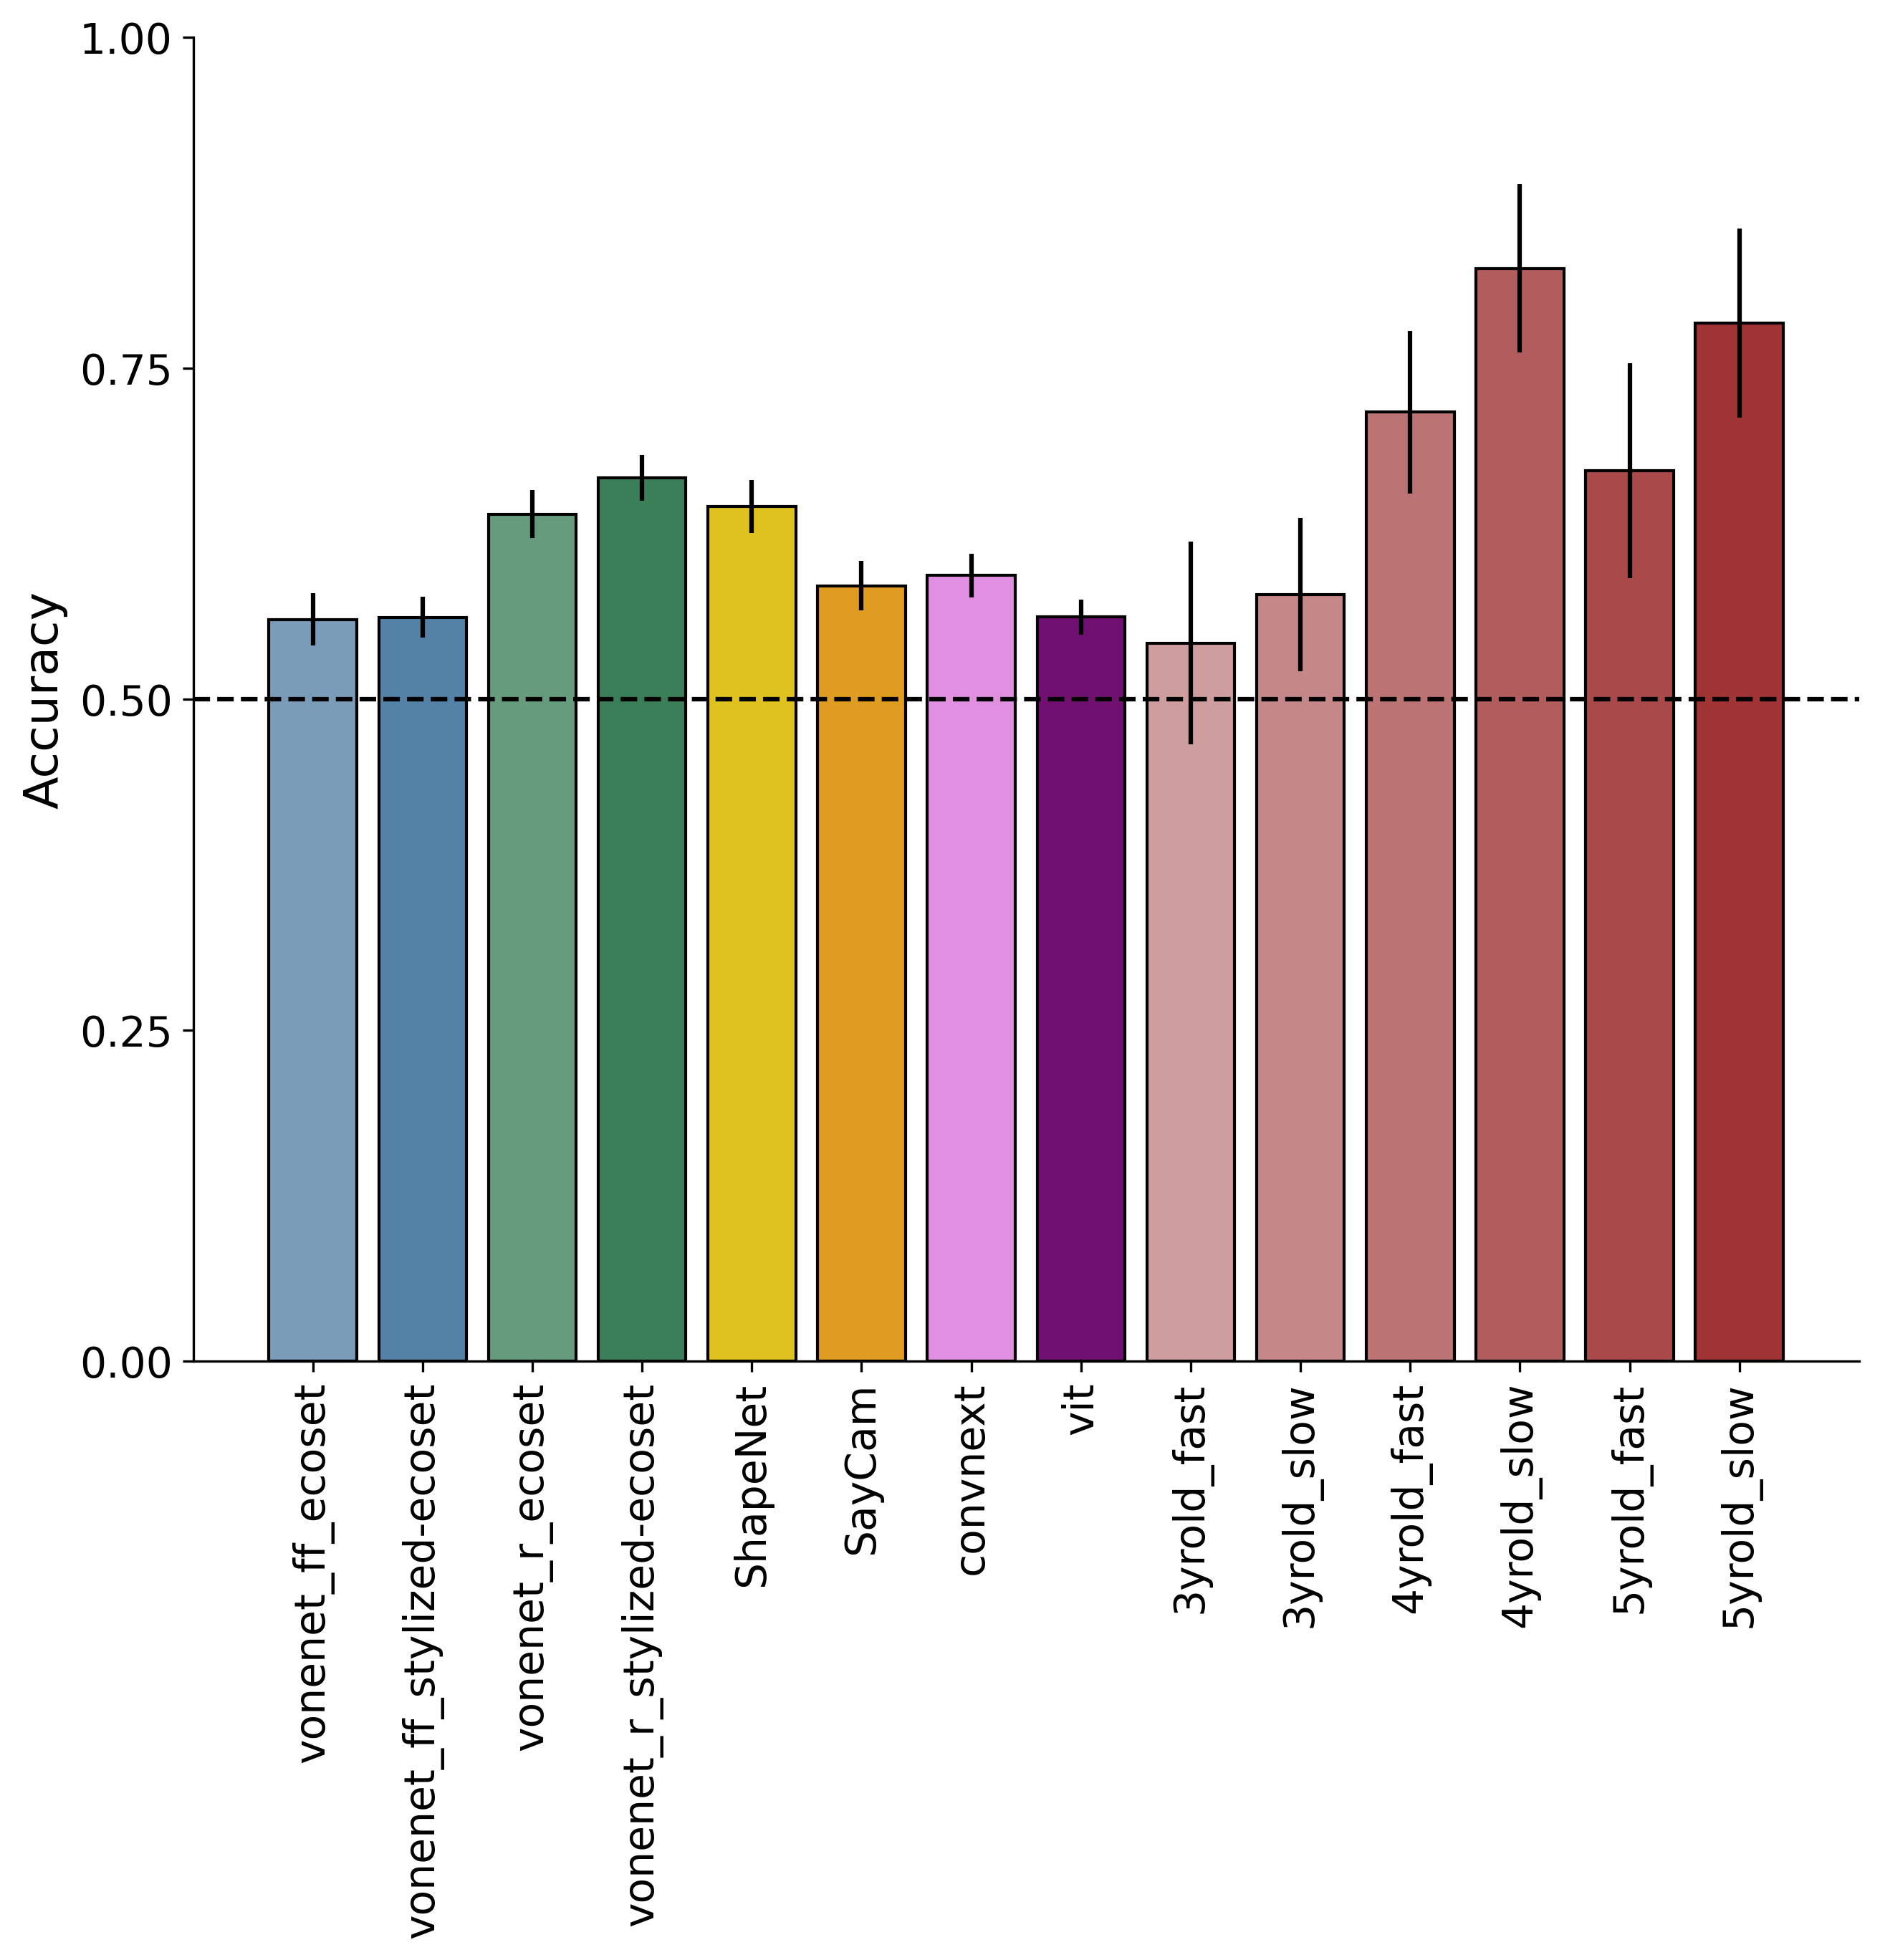 1.00
0.75
0.50
0.25
0.00
Accuracy
vonenet_ff_ecoset
vonenet_ff_stylized-ecoset
vonenet_r_ecoset
vonenet_r_stylized-ecoset
ShapeNet
SayCam
convnext
vit
3yrold_fast
3yrold_slow
4yrold_fast
4yrold_slow
5yrold_fast
5yrold_slow